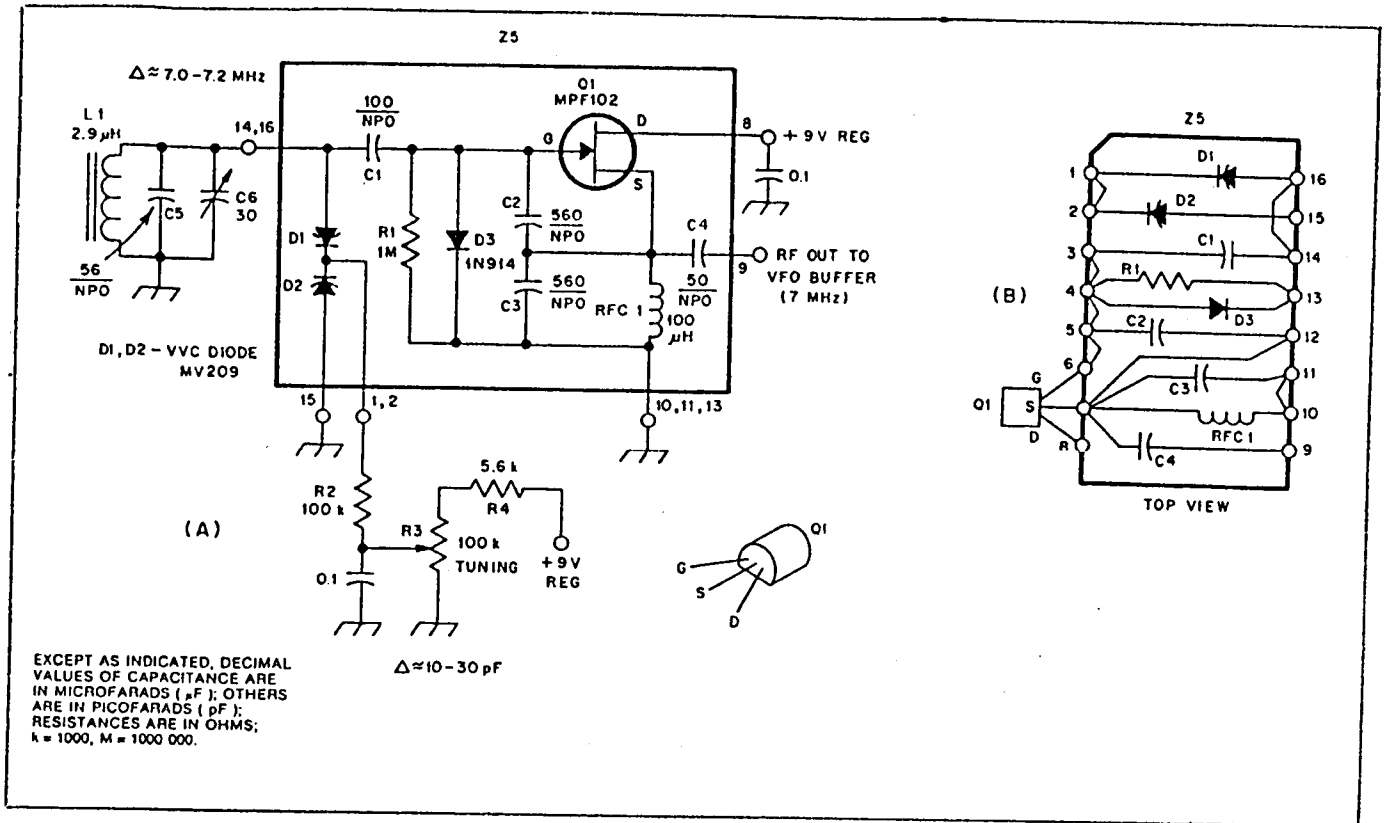 Z5
Δ≈7.0-7.2 MHz
L1
2.9 μH
14,16
C5
C6
30
56
NPO
100
NPO
C1
Q1
MPF102
G
D
S
8
+ 9V REG
0.1
D1
D2
R1
1M
D3
1N914
C2
560
NPO
C3
560
NPO
C4
50
NPO
9
RF OUT TO
VFO BUFFER
(7 MHz)
RFC 1
100
μH
D1, D2 - VVC DIODE
MV209
15
1,2
10,11,13
R2
100 k
0.1
R3
100 k
TUNING
5.6 k
R4
+9V
REG
(A)
Δ≈10-30 pF
G
S
D
Q1
EXCEPT AS INDICATED, DECIMAL
VALUES OF CAPACITANCE ARE
IN MICROFARADS ( μF ); OTHERS
ARE IN PICOFARADS ( pF );
RESISTANCES ARE IN OHMS;
k = 1000, M = 1000 000.
Z5
1
D1
16
2
D2
15
3
C1
14
4
R1
13
D3
5
C2
12
6
C3
11
G
Q1
S
D
RFC 1
10
8
C4
9
(B)
TOP VIEW